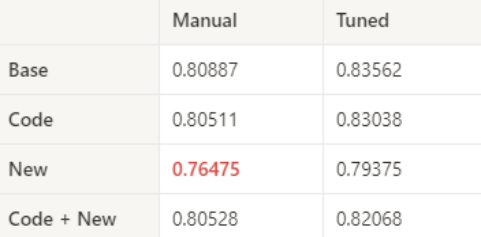 Manual Tuned
Base 0.80887 0.83562
Code 0.80511 0.83038
New 0.76475 0.79375
Code + New 0.80528 0.82068